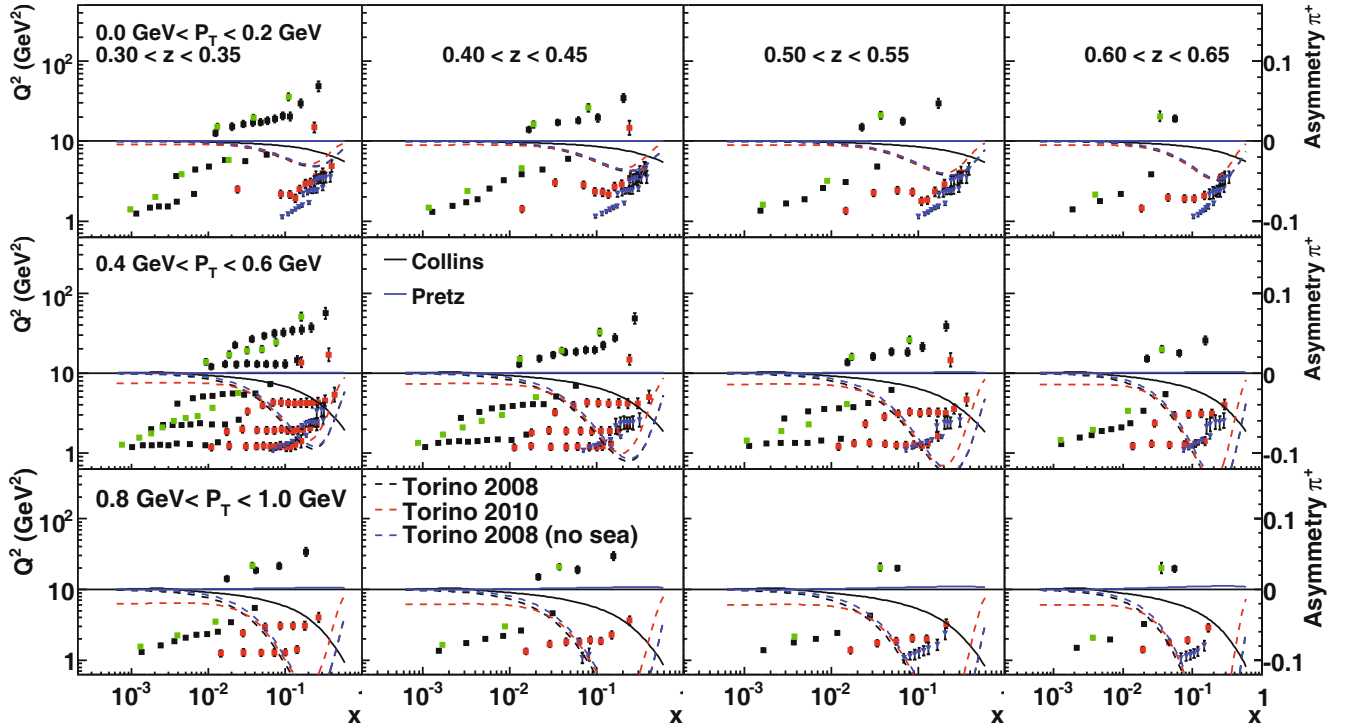 0.0 GeV< P_T < 0.2 GeV
0.30 < z < 0.35
0.40 < z < 0.45
0.50 < z < 0.55
0.60 < z < 0.65
Q² (GeV²)
10²
10
1
0.1
0
-0.1
Asymmetry π⁺
0.4 GeV< P_T < 0.6 GeV
Collins
Pretz
Q² (GeV²)
10²
10
1
0.1
0
-0.1
Asymmetry π⁺
0.8 GeV< P_T < 1.0 GeV
Torino 2008
Torino 2010
Torino 2008 (no sea)
Q² (GeV²)
10²
10
1
0.1
0
-0.1
Asymmetry π⁺
10⁻³ 10⁻² 10⁻¹ 10⁻³ 10⁻² 10⁻¹ 10⁻³ 10⁻² 10⁻¹ 10⁻³ 10⁻² 10⁻¹ 1
x x x x